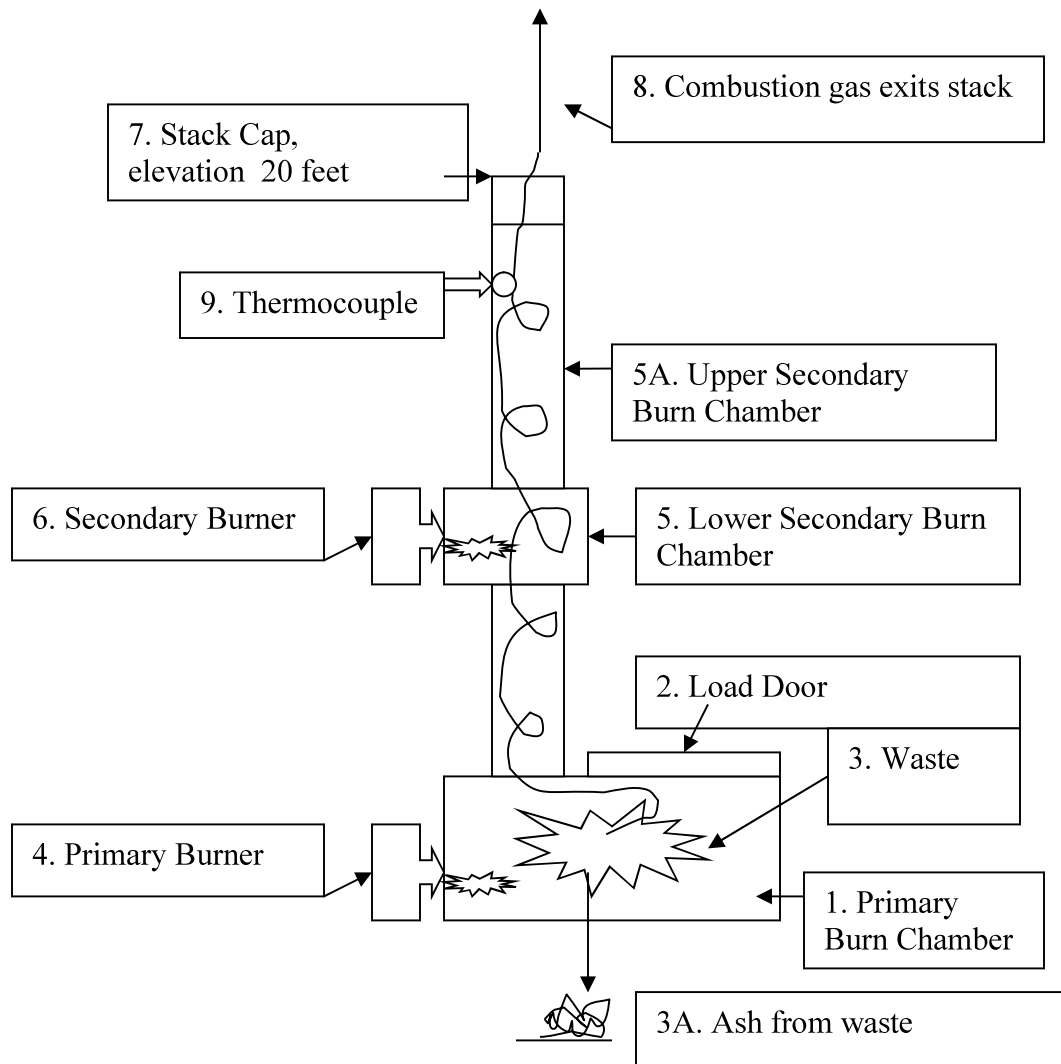 8. Combustion gas exits stack
7. Stack Cap,
elevation  20 feet
9. Thermocouple
5A. Upper Secondary
Burn Chamber
6. Secondary Burner
5. Lower Secondary Burn
Chamber
2. Load Door
3. Waste
4. Primary Burner
1. Primary
Burn Chamber
3A. Ash from waste